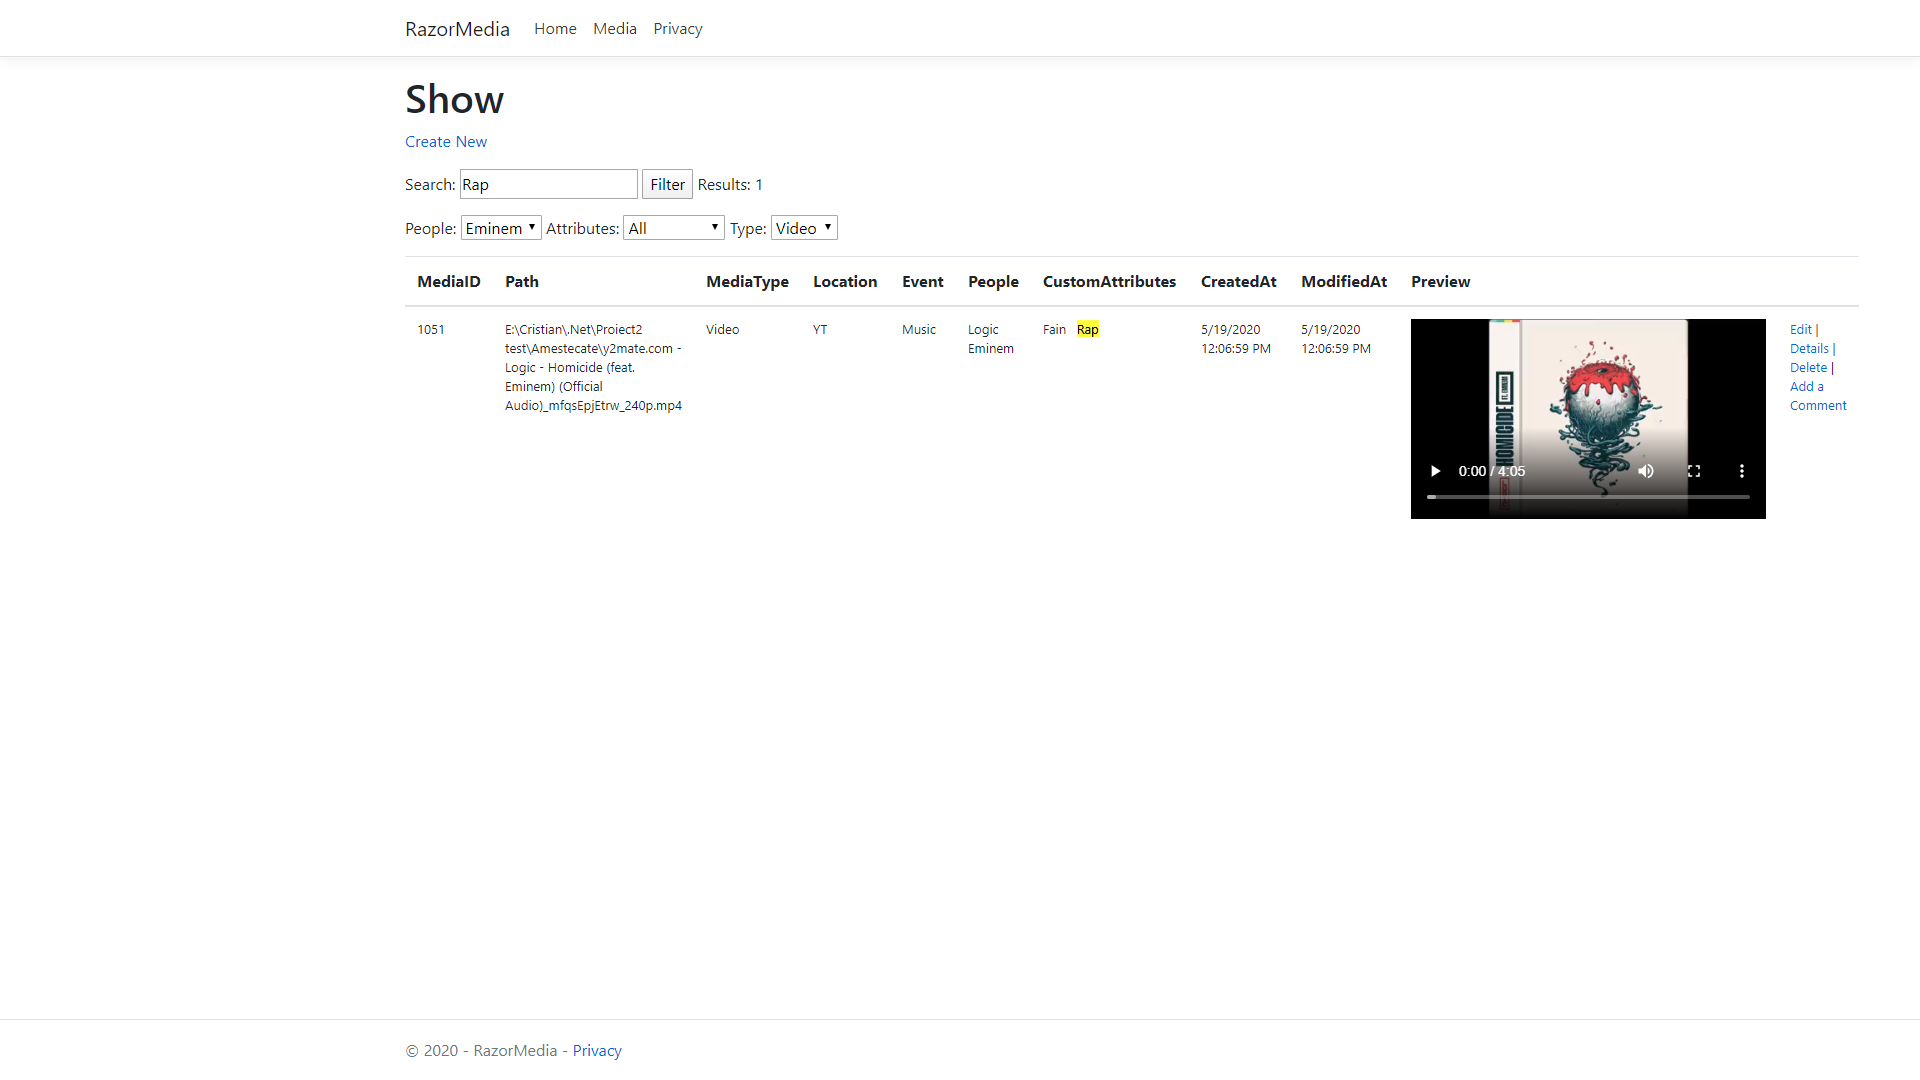 RazorMedia Home Media Privacy
Show
Create New
Search: Rap Filter Results: 1
People: Eminem Attributes: All Type: Video
MediaID Path MediaType Location Event People CustomAttributes CreatedAt ModifiedAt Preview
1051
E:\Cristian\.Net\Proiect2
test\Amestecate\y2mate.com -
Logic - Homicide (feat.
Eminem) (Official
Audio)_mfqsEpjEtrw_240p.mp4
Video
YT
Music
Logic
Eminem
Fain Rap
5/19/2020
12:06:59 PM
5/19/2020
12:06:59 PM
HOMICIDE
FT. EMINEM
0:00 / 4:05
Edit |
Details |
Delete |
Add a
Comment
© 2020 - RazorMedia - Privacy